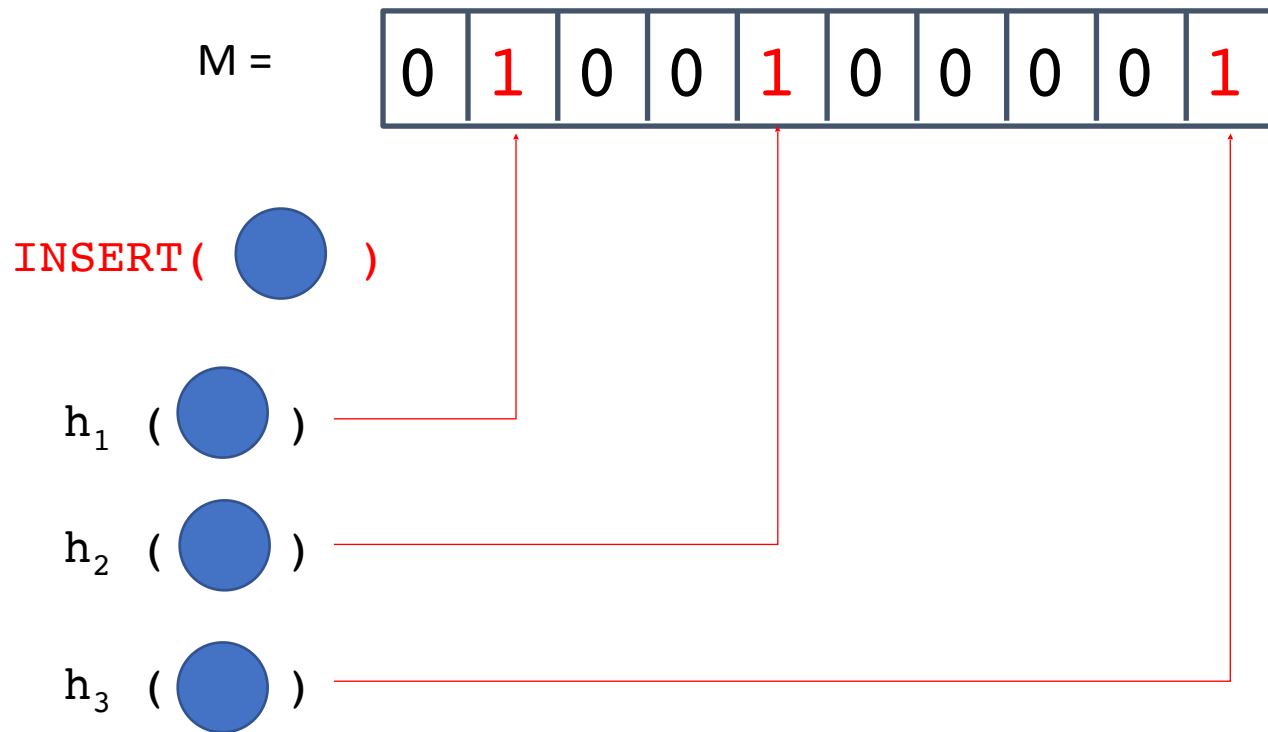 M = 0 1 0 0 1 0 0 0 0 1
INSERT( )
h₁ ( )
h₂ ( )
h₃ ( )